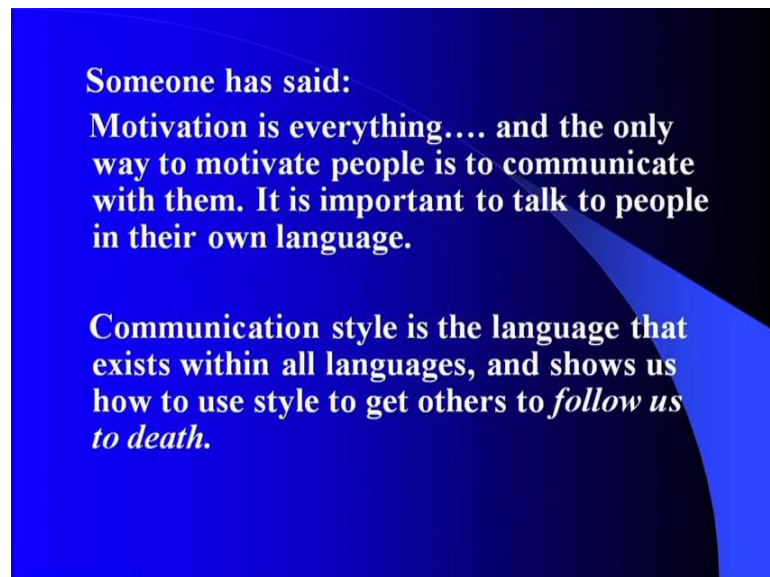 Someone has said:
Motivation is everything.... and the only
way to motivate people is to communicate
with them. It is important to talk to people
in their own language.
Communication style is the language that
exists within all languages, and shows us
how to use style to get others to follow us
to death.